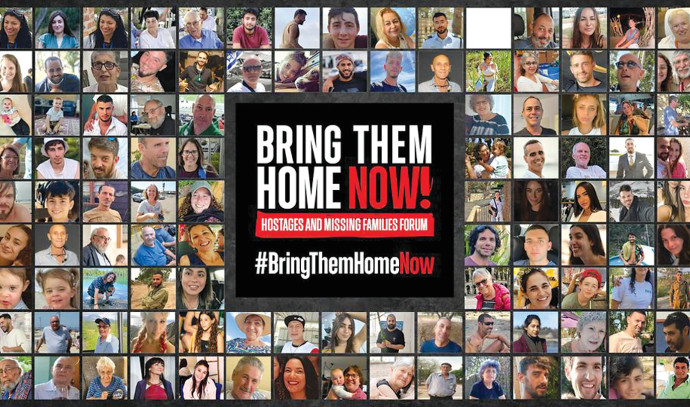 BRING THEM
HOME NOW!
HOSTAGES AND MISSING FAMILIES FORUM
#BringThemHomeNow